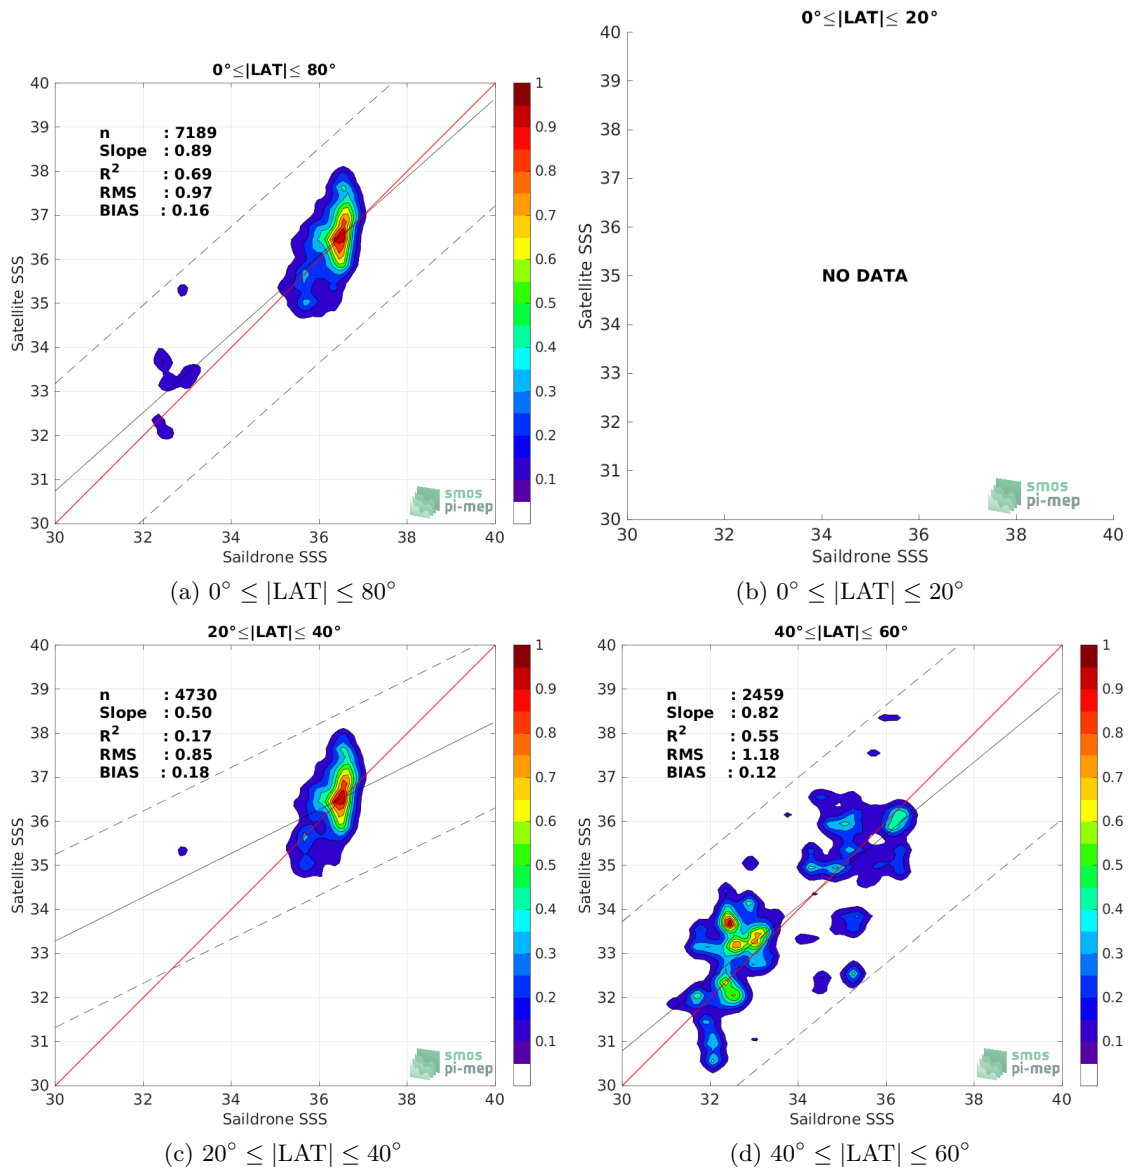 0°≤|LAT|≤ 80°
40
39
38
37
36
35
34
33
32
31
30
30
32
34
36
38
40
Satellite SSS
Saildrone SSS
n : 7189
Slope : 0.89
R² : 0.69
RMS : 0.97
BIAS : 0.16
1
0.9
0.8
0.7
0.6
0.5
0.4
0.3
0.2
0.1
smos
pi-mep
(a) 0° ≤ |LAT| ≤ 80°
0°≤|LAT|≤ 20°
40
39
38
37
36
35
34
33
32
31
30
30
32
34
36
38
40
Satellite SSS
Saildrone SSS
NO DATA
smos
pi-mep
(b) 0° ≤ |LAT| ≤ 20°
20°≤|LAT|≤ 40°
40
39
38
37
36
35
34
33
32
31
30
30
32
34
36
38
40
Satellite SSS
Saildrone SSS
n : 4730
Slope : 0.50
R² : 0.17
RMS : 0.85
BIAS : 0.18
1
0.9
0.8
0.7
0.6
0.5
0.4
0.3
0.2
0.1
smos
pi-mep
(c) 20° ≤ |LAT| ≤ 40°
40°≤|LAT|≤ 60°
40
39
38
37
36
35
34
33
32
31
30
30
32
34
36
38
40
Satellite SSS
Saildrone SSS
n : 2459
Slope : 0.82
R² : 0.55
RMS : 1.18
BIAS : 0.12
1
0.9
0.8
0.7
0.6
0.5
0.4
0.3
0.2
0.1
smos
pi-mep
(d) 40° ≤ |LAT| ≤ 60°